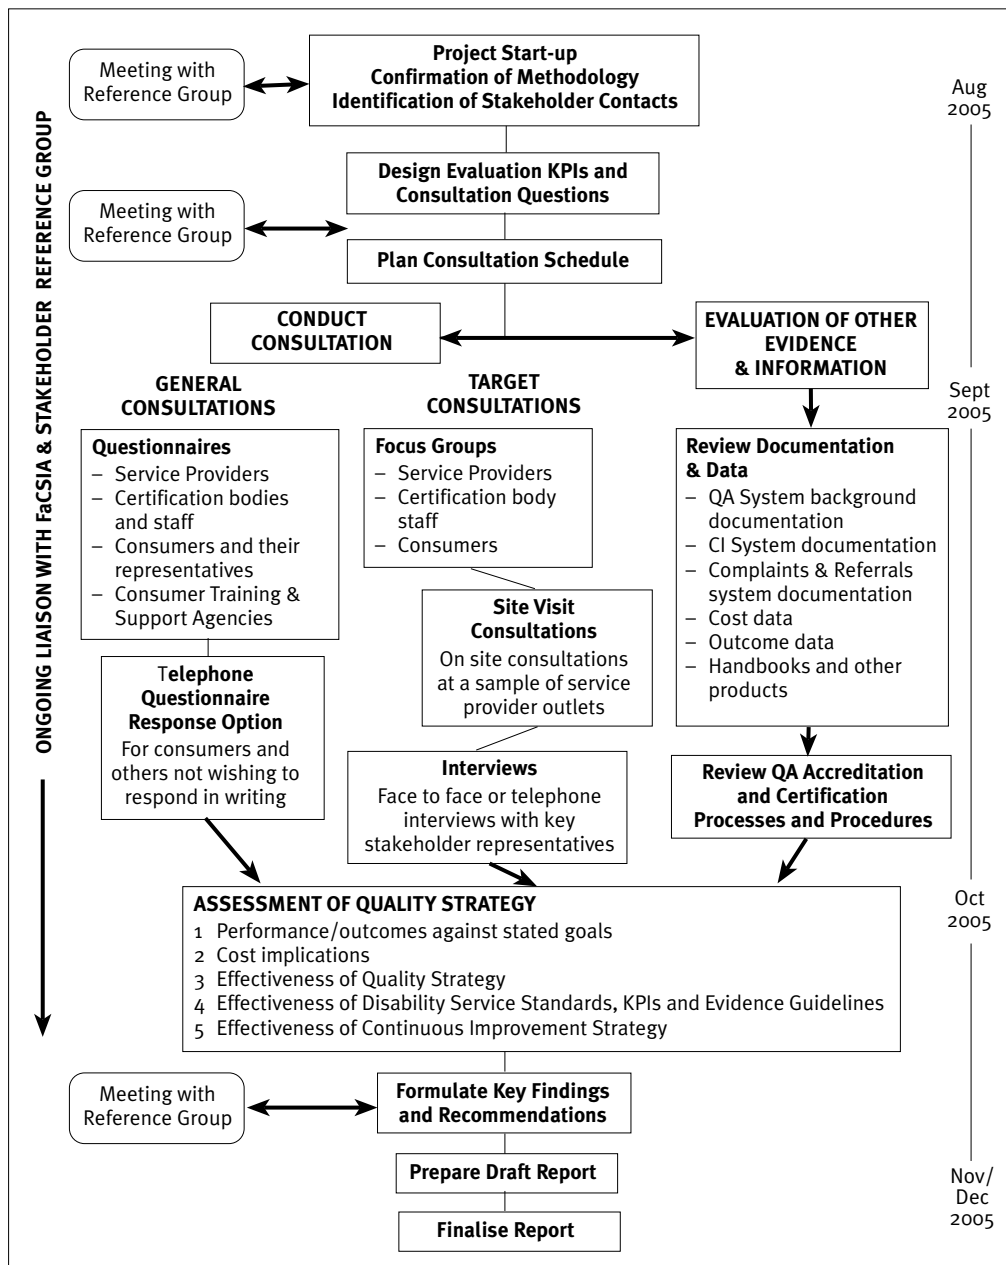 ONGOING LIAISON WITH FaCSIA & STAKEHOLDER REFERENCE GROUP
Meeting with
Reference Group
Project Start-up
Confirmation of Methodology
Identification of Stakeholder Contacts
Aug
2005
Design Evaluation KPIs and
Consultation Questions
Meeting with
Reference Group
Plan Consultation Schedule
CONDUCT
CONSULTATION
EVALUATION OF OTHER
EVIDENCE
& INFORMATION
Sept
2005
GENERAL
CONSULTATIONS
Questionnaires
– Service Providers
– Certification bodies
and staff
– Consumers and their
representatives
– Consumer Training &
Support Agencies
Telephone
Questionnaire
Response Option
For consumers and
others not wishing to
respond in writing
TARGET
CONSULTATIONS
Focus Groups
– Service Providers
– Certification body
staff
– Consumers
Site Visit
Consultations
On site consultations
at a sample of service
provider outlets
Interviews
Face to face or telephone
interviews with key
stakeholder representatives
Review Documentation
& Data
– QA System background
documentation
– CI System documentation
– Complaints & Referrals
system documentation
– Cost data
– Outcome data
– Handbooks and other
products
Review QA Accreditation
and Certification
Processes and Procedures
Oct
2005
ASSESSMENT OF QUALITY STRATEGY
1 Performance/outcomes against stated goals
2 Cost implications
3 Effectiveness of Quality Strategy
4 Effectiveness of Disability Service Standards, KPIs and Evidence Guidelines
5 Effectiveness of Continuous Improvement Strategy
Meeting with
Reference Group
Formulate Key Findings
and Recommendations
Prepare Draft Report
Finalise Report
Nov/
Dec
2005